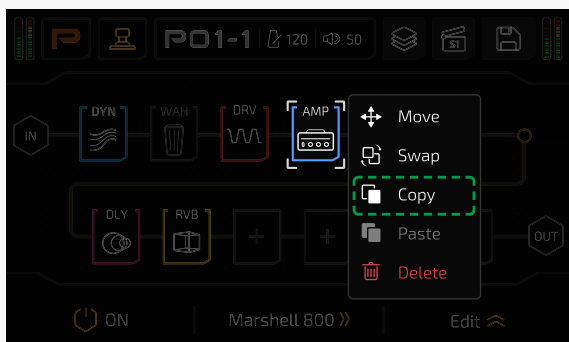 P01-1 120 50 S1
DYN WAH DRV AMP
IN
Move
Swap
Copy
Paste
Delete
DLY RVB
OUT
ON Marshell 800 Edit